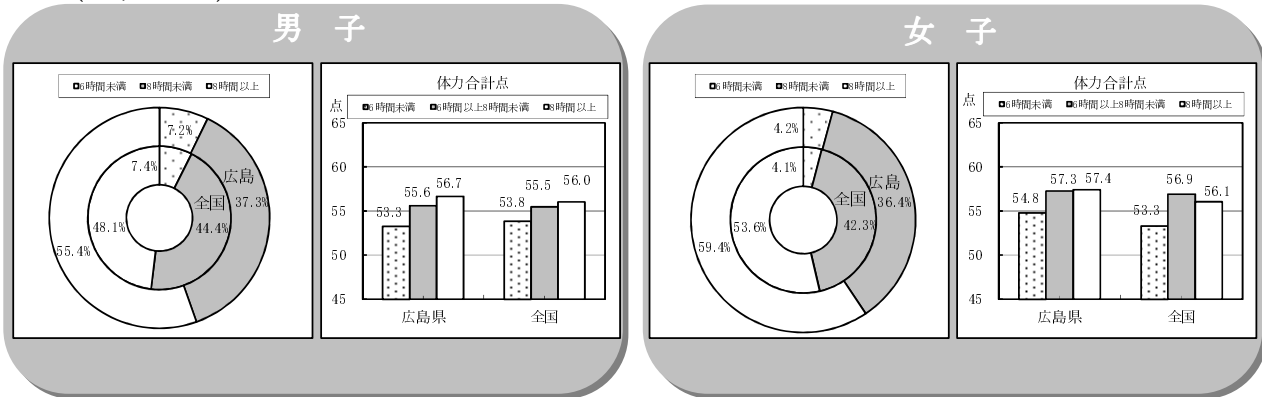 男 子
■6時間未満 ■8時間未満 □8時間以上
7.2%
7.4%
広島
37.3%
全国
44.4%
48.1%
55.4%
体力合計点
点
■6時間未満 ■6時間以上8時間未満 □8時間以上
65
60
55
50
45
53.3
55.6
56.7
53.8
55.5
56.0
広島県
全国
女 子
■6時間未満 ■8時間未満 □8時間以上
4.2%
4.1%
広島
36.4%
全国
42.3%
53.6%
59.4%
体力合計点
点
■6時間未満 ■6時間以上8時間未満 □8時間以上
65
60
55
50
45
54.8
57.3
57.4
53.3
56.9
56.1
広島県
全国